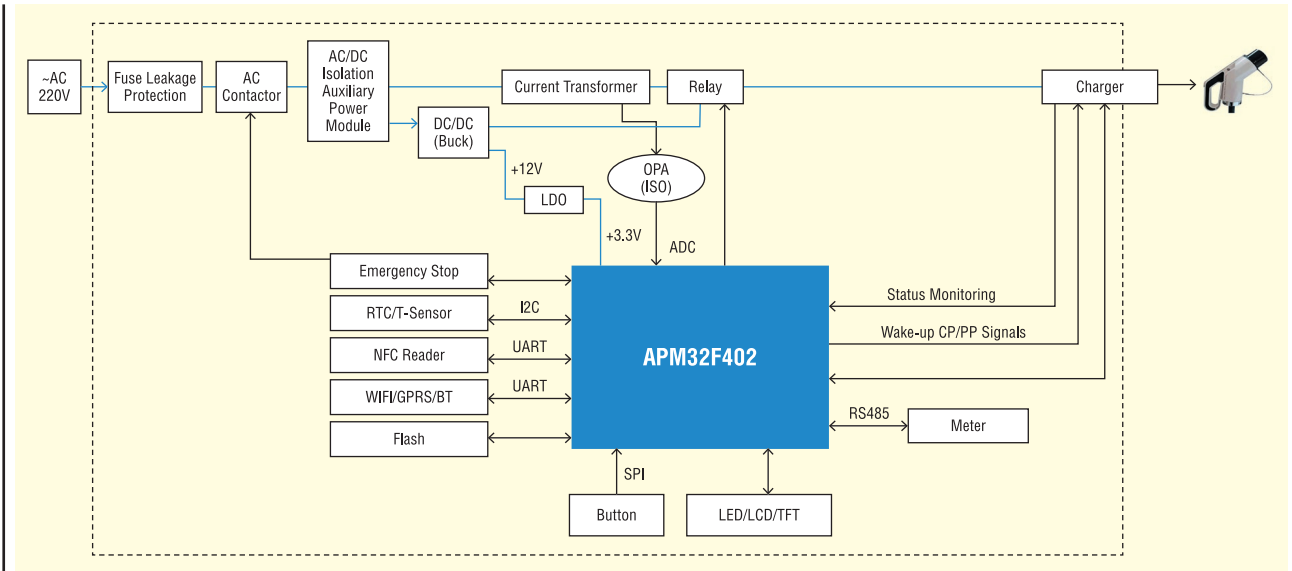 ~AC
220V
Fuse Leakage
Protection
AC
Contactor
AC/DC
Isolation
Auxiliary
Power
Module
DC/DC
(Buck)
Current Transformer
Relay
Charger
+12V
LDO
OPA
(ISO)
+3.3V
ADC
Emergency Stop
RTC/T-Sensor
I2C
NFC Reader
UART
WIFI/GPRS/BT
UART
Flash
APM32F402
Status Monitoring
Wake-up CP/PP Signals
RS485
Meter
SPI
Button
LED/LCD/TFT